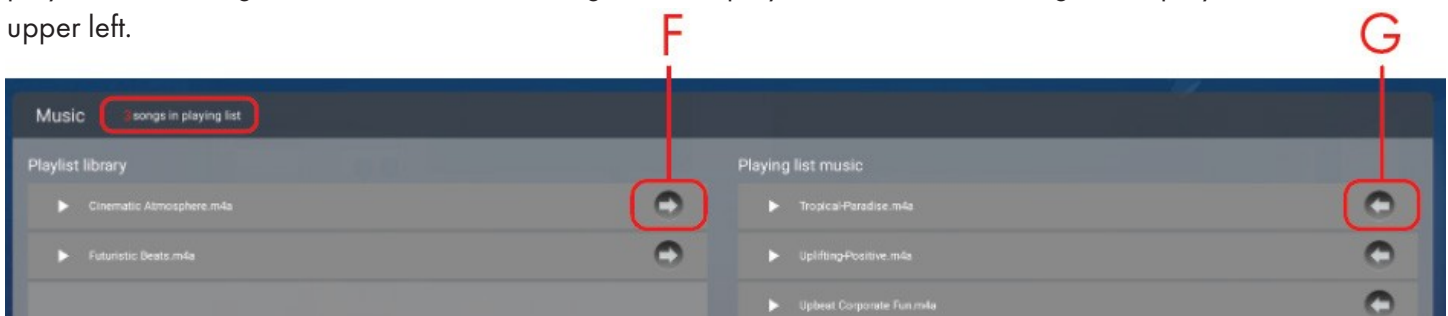 upper left.
F
G
Music 3 songs in playing list
Playlist library
Playing list music
Cinematic Atmosphere.m4a
Tropical-Paradise.m4a
Futuristic Beats.m4a
Uplifting-Positive.m4a
Upbeat Corporate Fun.m4a